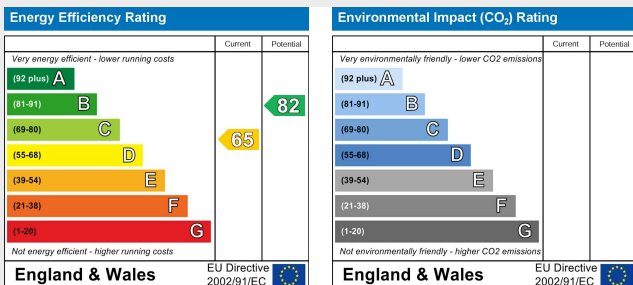 Energy Efficiency Rating
Current Potential
Very energy efficient - lower running costs
(92 plus) A
(81-91) B
(69-80) C
(55-68) D
(39-54) E
(21-38) F
(1-20) G
65
82
Not energy efficient - higher running costs
England & Wales
EU Directive
2002/91/EC
Environmental Impact (CO₂) Rating
Current Potential
Very environmentally friendly - lower CO2 emissions
(92 plus) A
(81-91) B
(69-80) C
(55-68) D
(39-54) E
(21-38) F
(1-20) G
Not environmentally friendly - higher CO2 emissions
England & Wales
EU Directive
2002/91/EC